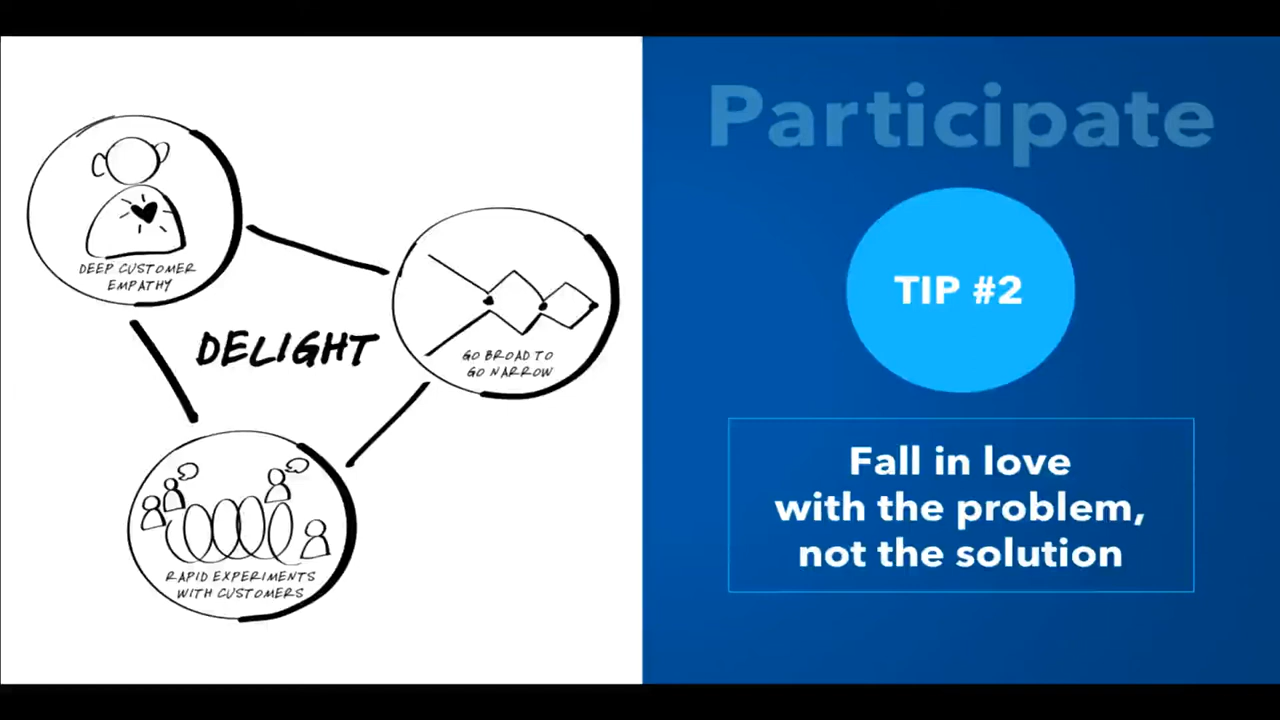 DEEP CUSTOMER
EMPATHY
DELIGHT
GO BROAD TO
GO NARROW
RAPID EXPERIMENTS
WITH CUSTOMERS
Participate
TIP #2
Fall in love
with the problem,
not the solution